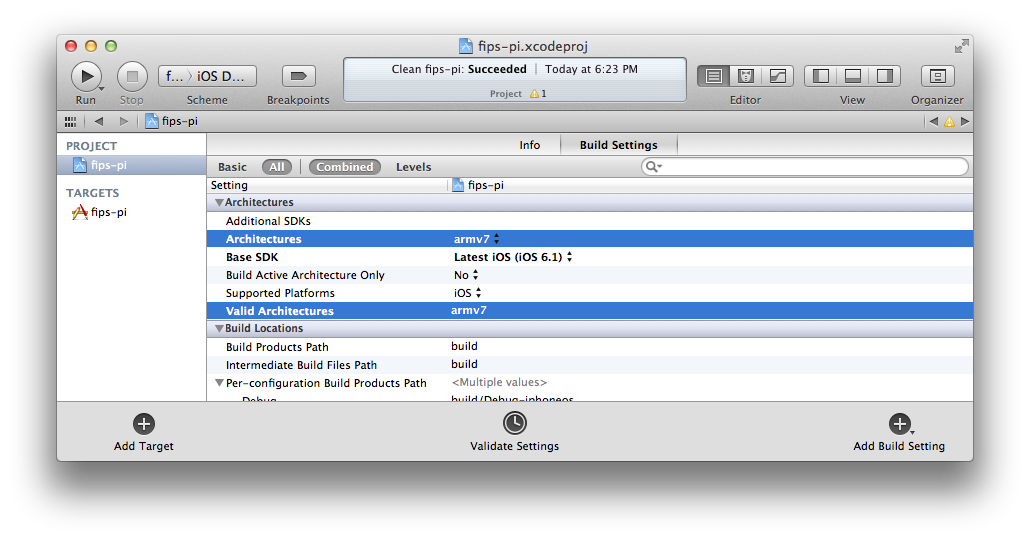 fips-pi.xcodeproj
Run
Stop
f... 〉 iOS D...
Scheme
Breakpoints
Clean fips-pi: Succeeded | Today at 6:23 PM
Project 1
Editor
View
Organizer
fips-pi
PROJECT
fips-pi
TARGETS
fips-pi
Info
Build Settings
Basic All Combined Levels
Setting fips-pi
Architectures
Additional SDKs
Architectures armv7
Base SDK Latest iOS (iOS 6.1)
Build Active Architecture Only No
Supported Platforms iOS
Valid Architectures armv7
Build Locations
Build Products Path build
Intermediate Build Files Path build
Per-configuration Build Products Path <Multiple values>
Debug build/Debug-iphoneos
Add Target
Validate Settings
Add Build Setting